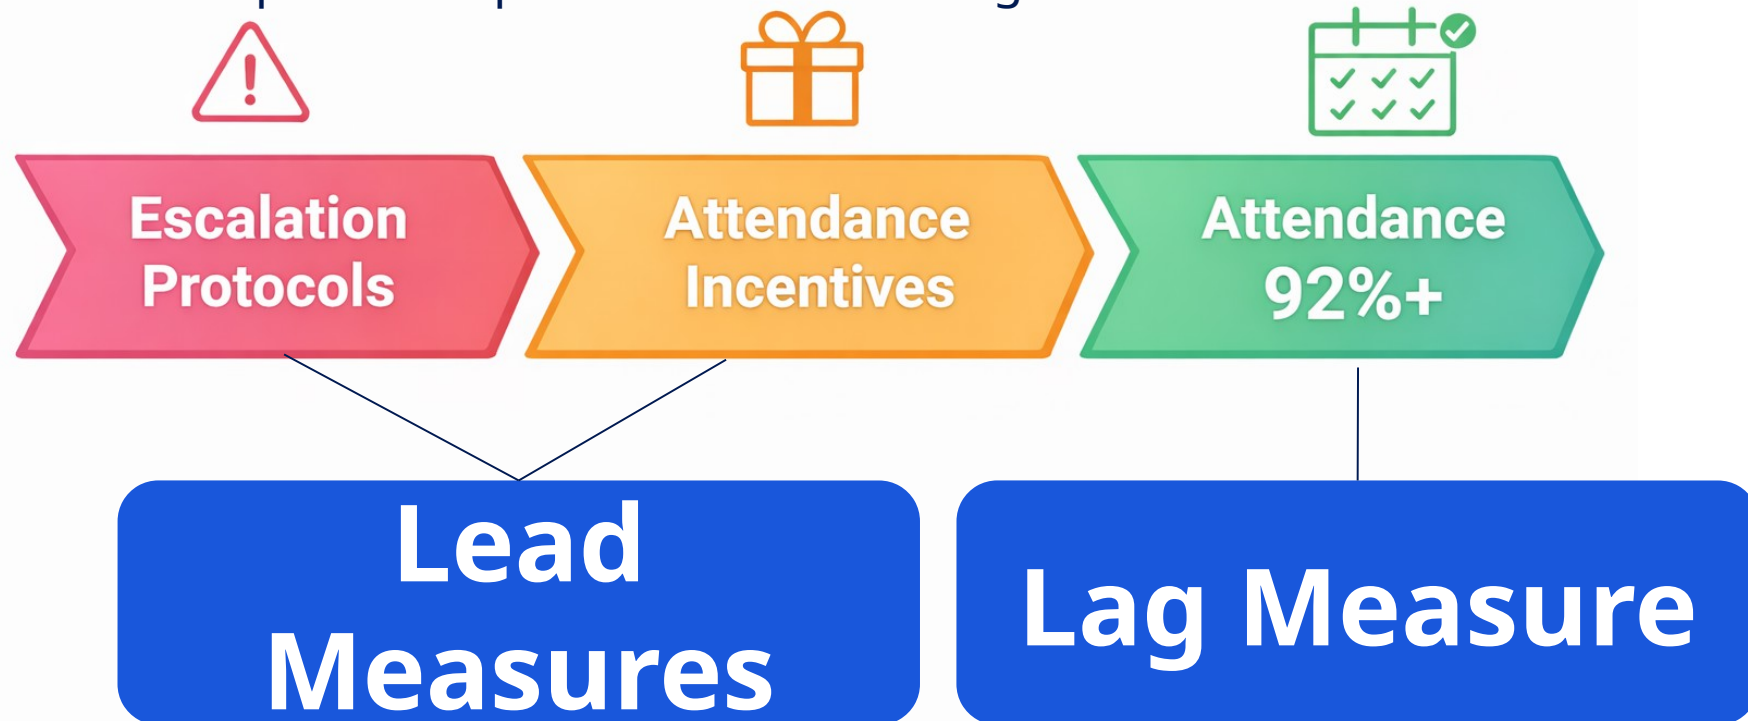 Escalation
Protocols
Attendance
Incentives
Attendance
92%+
Lead
Measures
Lag Measure